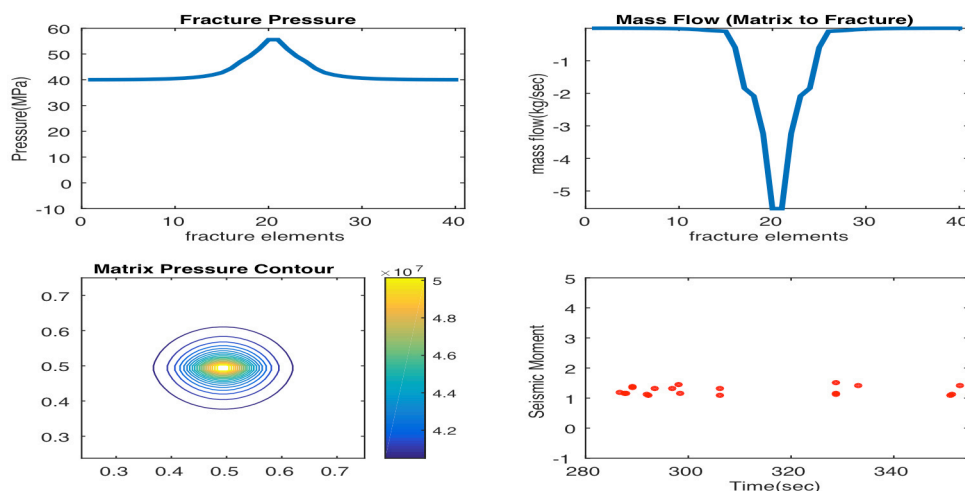 Fracture Pressure
60
50
40
30
20
10
0
-10
Pressure(MPa)
0 10 20 30 40
fracture elements
Mass Flow (Matrix to Fracture)
-1
-2
-3
-4
-5
mass flow(kg/sec)
0 10 20 30 40
fracture elements
Matrix Pressure Contour
0.7
0.6
0.5
0.4
0.3
0.3 0.4 0.5 0.6 0.7
×10⁷
5
4.8
4.6
4.4
4.2
5
4
3
2
1
0
-1
Seismic Moment
280 300 320 340
Time(sec)